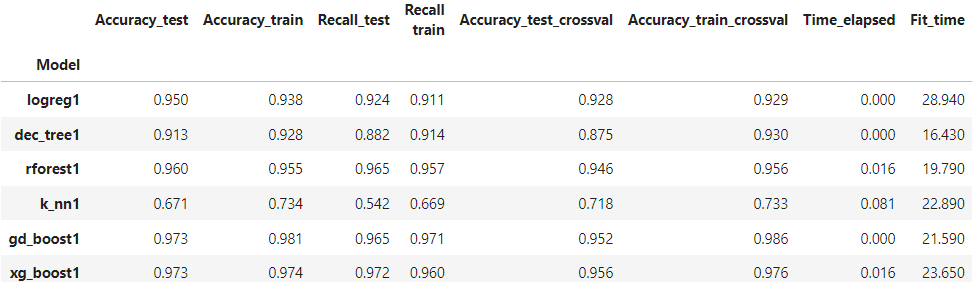 Accuracy_test Accuracy_train Recall_test Recall train Accuracy_test_crossval Accuracy_train_crossval Time_elapsed Fit_time
Model
logreg1 0.950 0.938 0.924 0.911 0.928 0.929 0.000 28.940
dec_tree1 0.913 0.928 0.882 0.914 0.875 0.930 0.000 16.430
rforest1 0.960 0.955 0.965 0.957 0.946 0.956 0.016 19.790
k_nn1 0.671 0.734 0.542 0.669 0.718 0.733 0.081 22.890
gd_boost1 0.973 0.981 0.965 0.971 0.952 0.986 0.000 21.590
xg_boost1 0.973 0.974 0.972 0.960 0.956 0.976 0.016 23.650